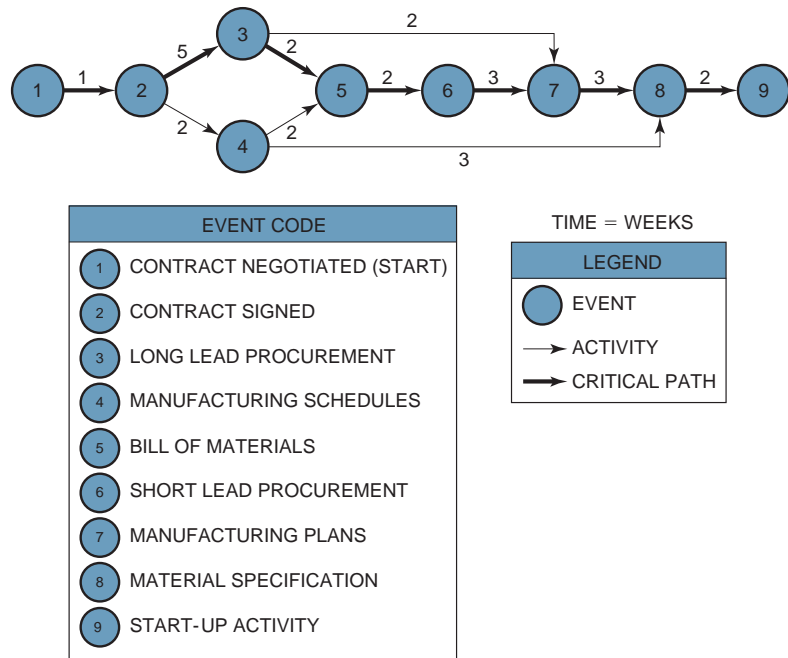 3
2
5
2
1
1
2
5
2
6
3
7
3
8
2
9
2
2
4
3
EVENT CODE
1 CONTRACT NEGOTIATED (START)
2 CONTRACT SIGNED
3 LONG LEAD PROCUREMENT
4 MANUFACTURING SCHEDULES
5 BILL OF MATERIALS
6 SHORT LEAD PROCUREMENT
7 MANUFACTURING PLANS
8 MATERIAL SPECIFICATION
9 START-UP ACTIVITY
TIME = WEEKS
LEGEND
EVENT
ACTIVITY
CRITICAL PATH